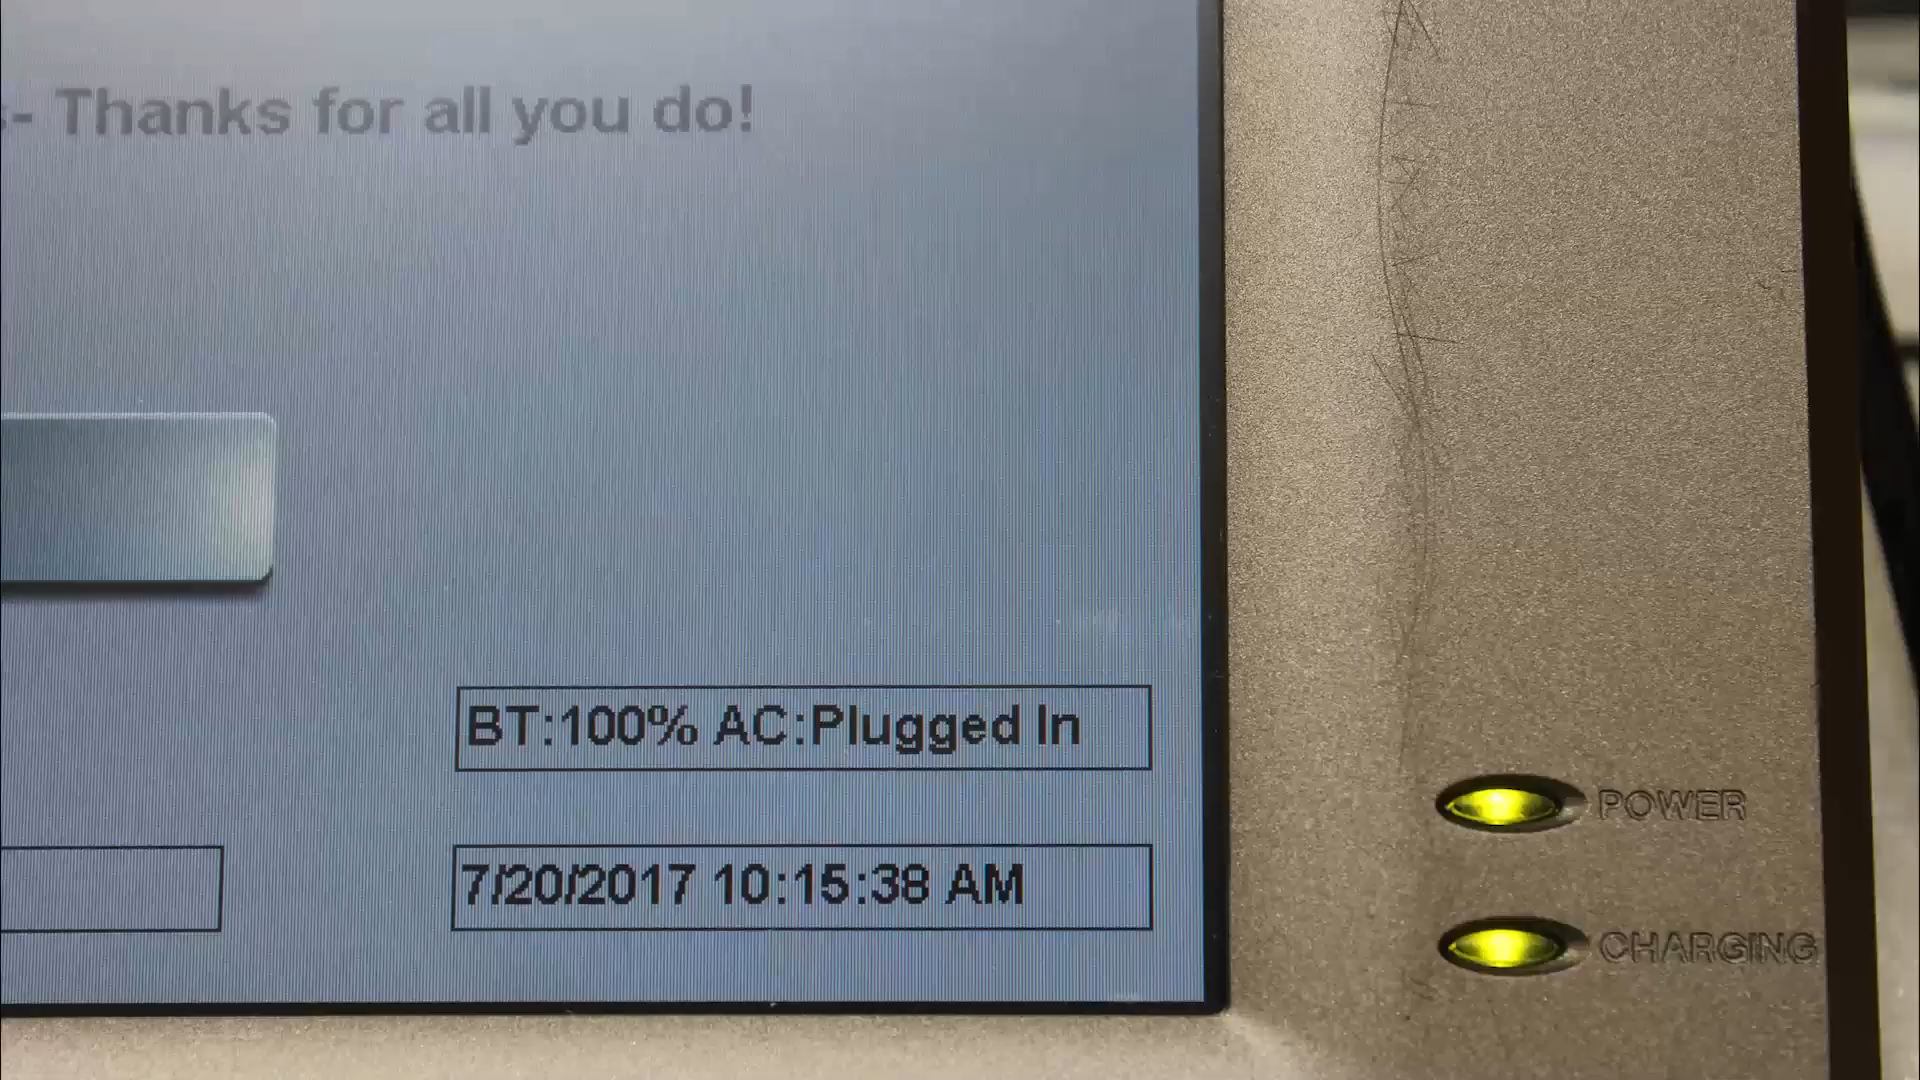 - Thanks for all you do!
BT:100% AC:Plugged In
POWER
7/20/2017 10:15:38 AM
CHARGING